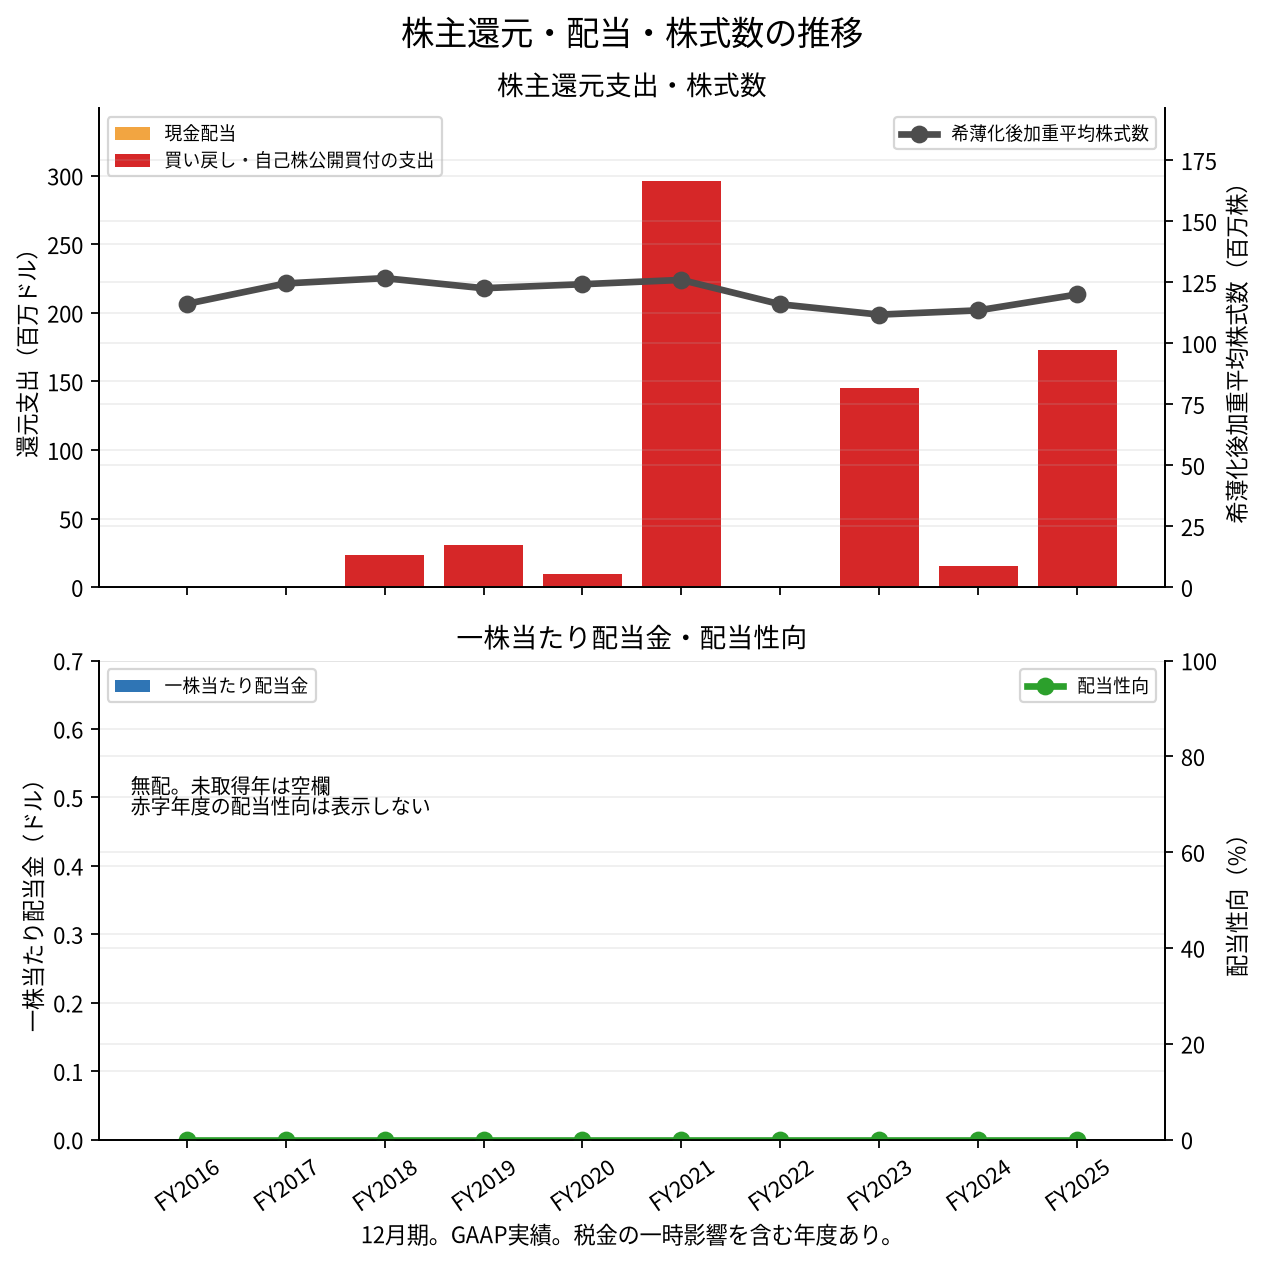 株主還元・配当・株式数の推移
株主還元支出・株式数
現金配当
買い戻し・自己株公開買付の支出
希薄化後加重平均株式数
還元支出（百万ドル）
300
250
200
150
100
50
0
175
150
125
100
75
50
25
0
希薄化後加重平均株式数（百万株）
一株当たり配当金・配当性向
一株当たり配当金
配当性向
無配。未取得年は空欄
赤字年度の配当性向は表示しない
一株当たり配当金（ドル）
0.7
0.6
0.5
0.4
0.3
0.2
0.1
0.0
100
80
60
40
20
0
配当性向（%）
FY2016
FY2017
FY2018
FY2019
FY2020
FY2021
FY2022
FY2023
FY2024
FY2025
12月期。GAAP実績。税金の一時影響を含む年度あり。